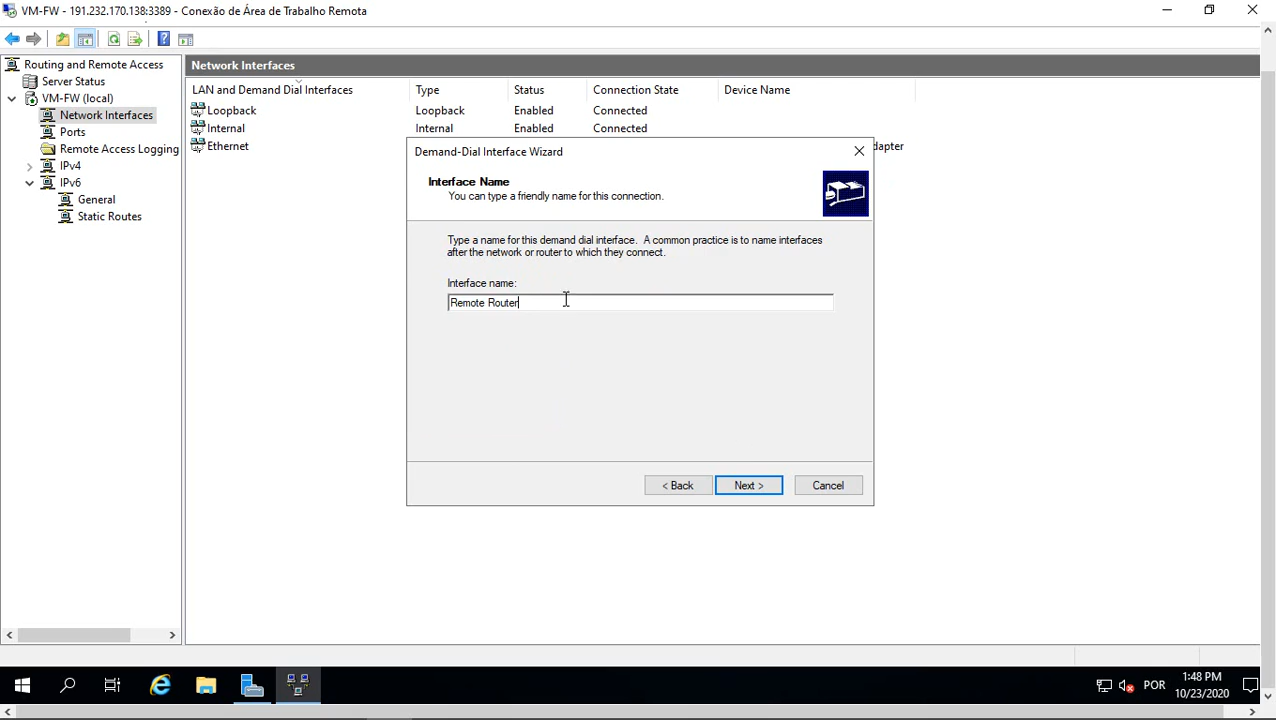 VM-FW - 191.232.170.138:3389 - Conexão de Área de Trabalho Remota
Routing and Remote Access
Server Status
VM-FW (local)
Network Interfaces
Ports
Remote Access Logging
IPv4
IPv6
General
Static Routes
Network Interfaces
LAN and Demand Dial Interfaces Type Status Connection State Device Name
Loopback Loopback Enabled Connected
Internal Internal Enabled Connected
Ethernet
dapter
Demand-Dial Interface Wizard
Interface Name
You can type a friendly name for this connection.
Type a name for this demand dial interface. A common practice is to name interfaces
after the network or router to which they connect.
Interface name:
Remote Router
< Back Next > Cancel
POR
1:48 PM
10/23/2020